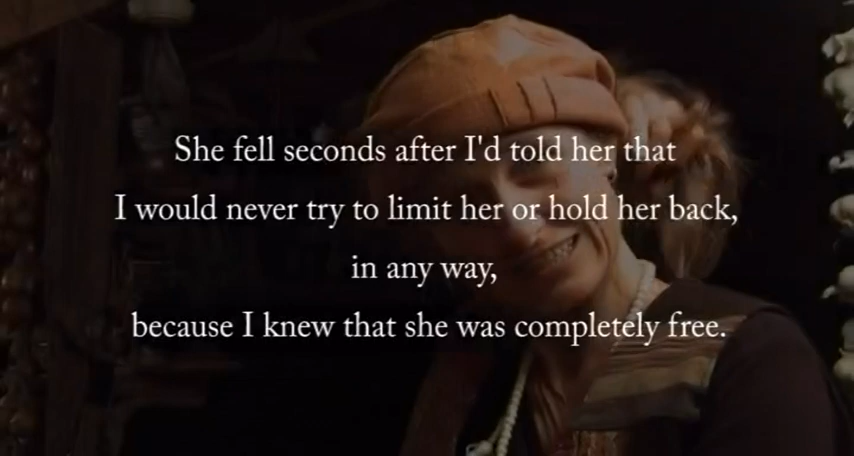 She fell seconds after I'd told her that
I would never try to limit her or hold her back,
in any way,
because I knew that she was completely free.